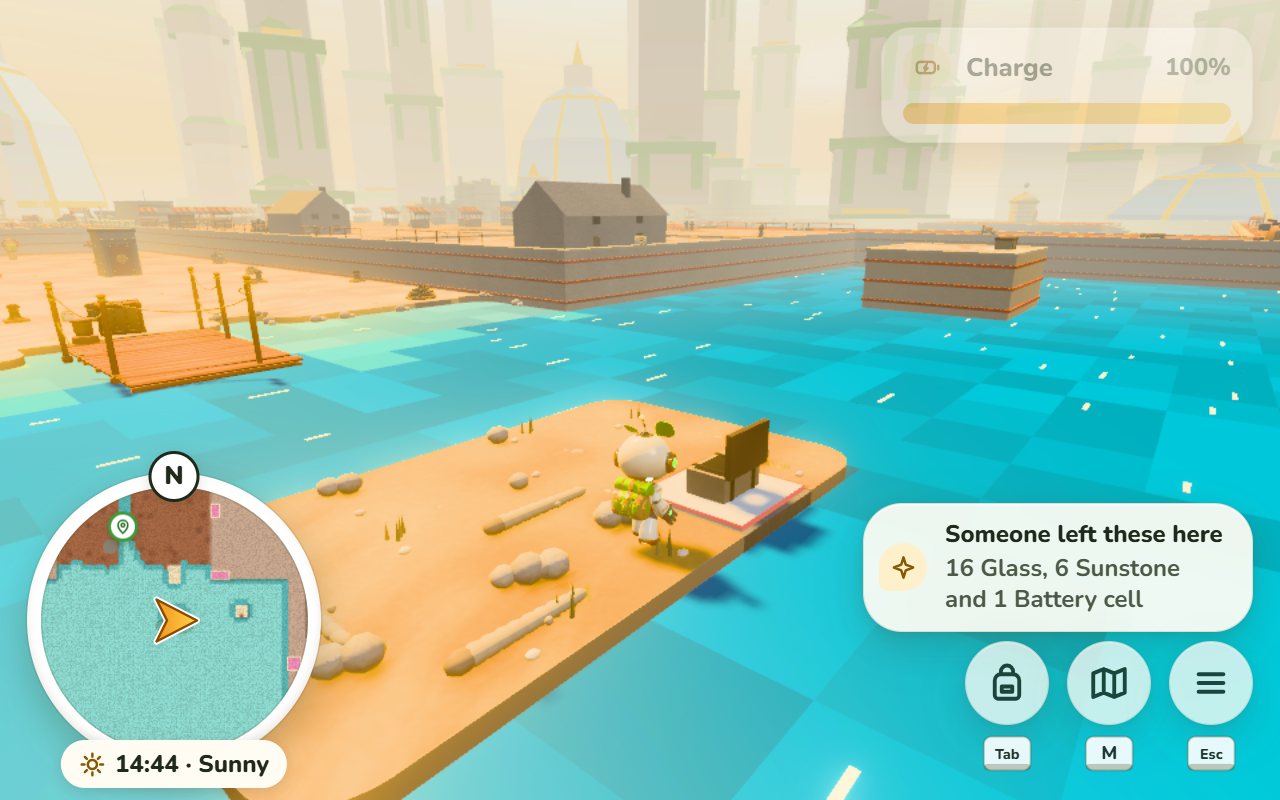 Charge 100%
N
Someone left these here
16 Glass, 6 Sunstone
and 1 Battery cell
14:44 · Sunny
Tab
M
Esc